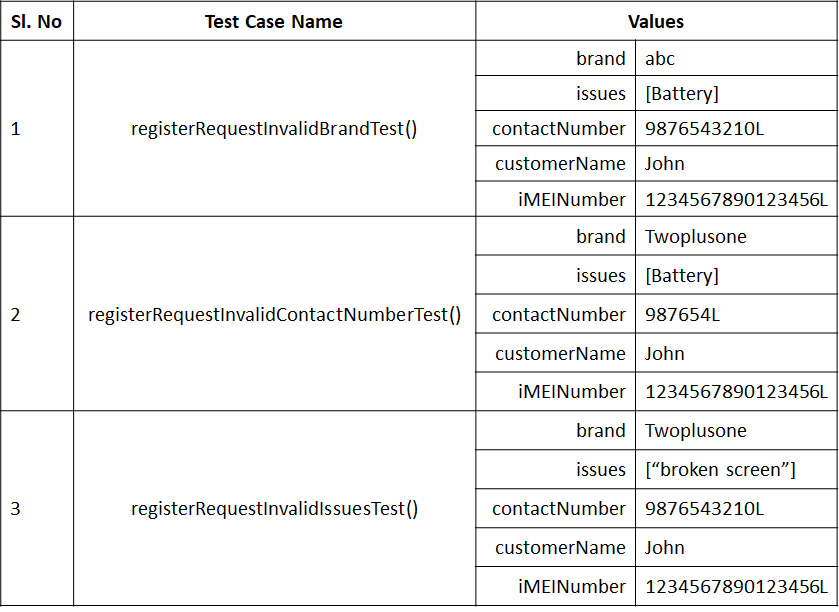 Sl. No Test Case Name Values
1 registerRequestInvalidBrandTest()
brand abc
issues [Battery]
contactNumber 9876543210L
customerName John
iMEINumber 1234567890123456L
2 registerRequestInvalidContactNumberTest()
brand Twoplusone
issues [Battery]
contactNumber 987654L
customerName John
iMEINumber 1234567890123456L
3 registerRequestInvalidIssuesTest()
brand Twoplusone
issues [“broken screen”]
contactNumber 9876543210L
customerName John
iMEINumber 1234567890123456L